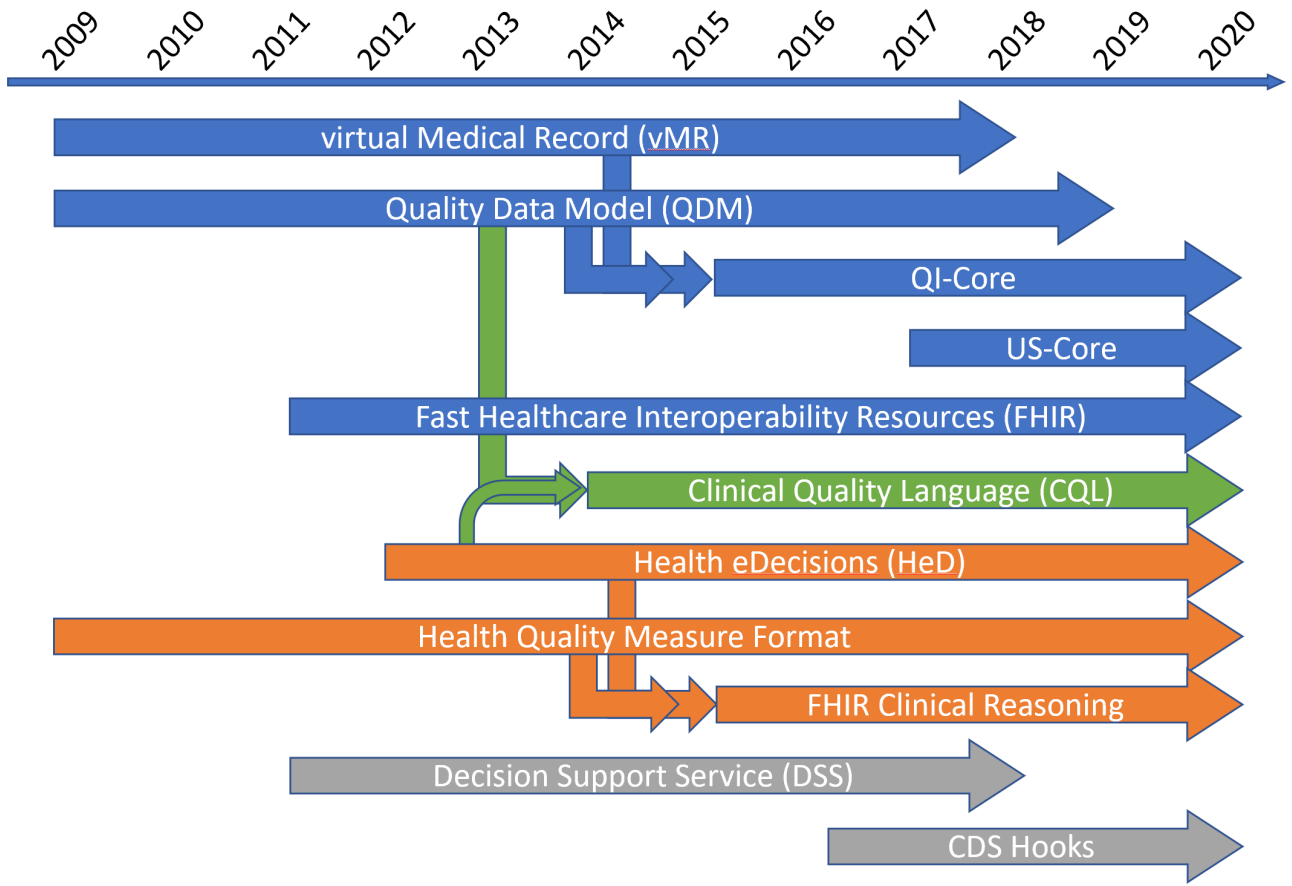 2009 2010 2011 2012 2013 2014 2015 2016 2017 2018 2019 2020
virtual Medical Record (vMR)
Quality Data Model (QDM)
QI-Core
US-Core
Fast Healthcare Interoperability Resources (FHIR)
Clinical Quality Language (CQL)
Health eDecisions (HeD)
Health Quality Measure Format
FHIR Clinical Reasoning
Decision Support Service (DSS)
CDS Hooks